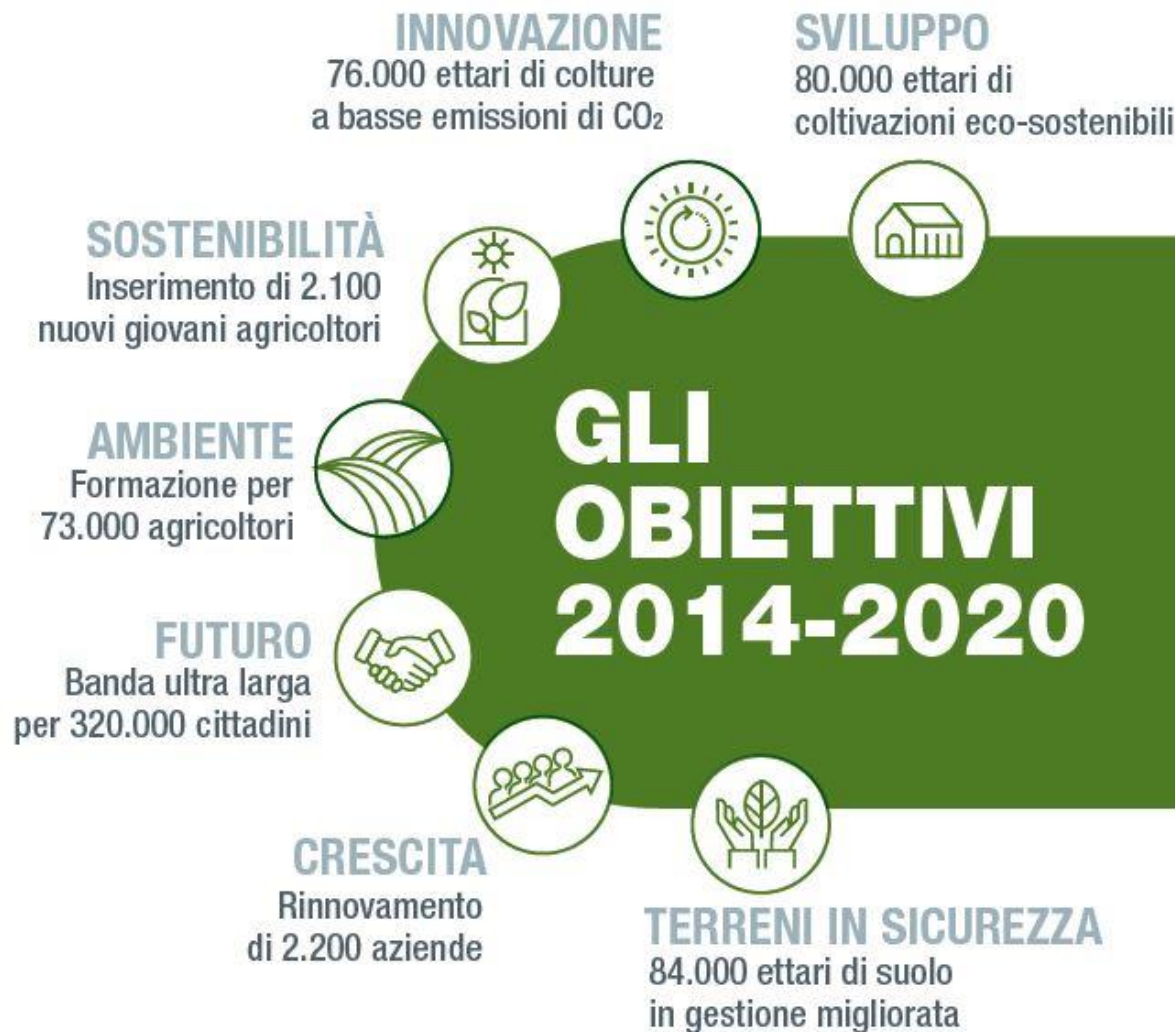 INNOVAZIONE
76.000 ettari di colture
a basse emissioni di CO₂
SVILUPPO
80.000 ettari di
coltivazioni eco-sostenibili
SOSTENIBILITÀ
Inserimento di 2.100
nuovi giovani agricoltori
AMBIENTE
Formazione per
73.000 agricoltori
GLI
OBIETTIVI
2014-2020
FUTURO
Banda ultra larga
per 320.000 cittadini
CRESCITA
Rinnovamento
di 2.200 aziende
TERRENI IN SICUREZZA
84.000 ettari di suolo
in gestione migliorata